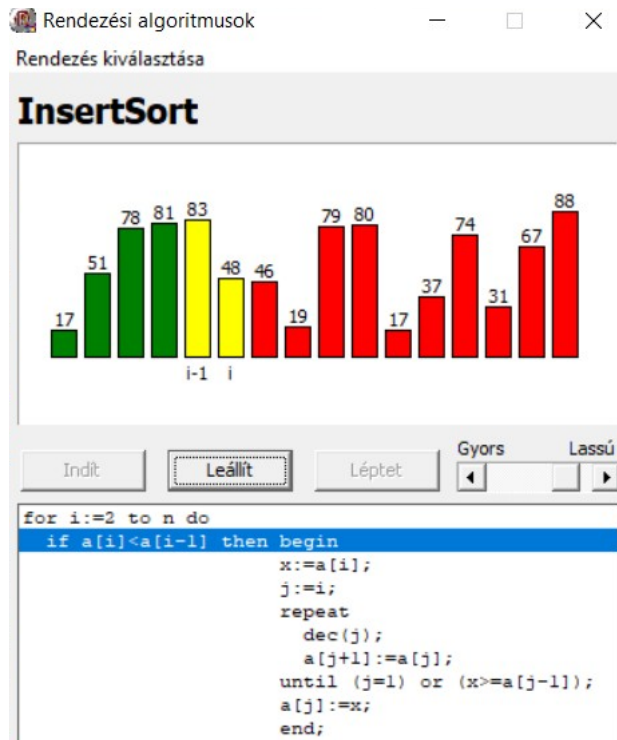 Rendezési algoritmusok
Rendezés kiválasztása
InsertSort
17 51 78 81 83 48 46 19 79 80 17 37 74 31 67 88
i-1 i
Gyors Lassú
Indít Leállít Léptet
for i:=2 to n do
if a[i]<a[i-1] then begin
x:=a[i];
j:=i;
repeat
dec(j);
a[j+1]:=a[j];
until (j=1) or (x>=a[j-1]);
a[j]:=x;
end;